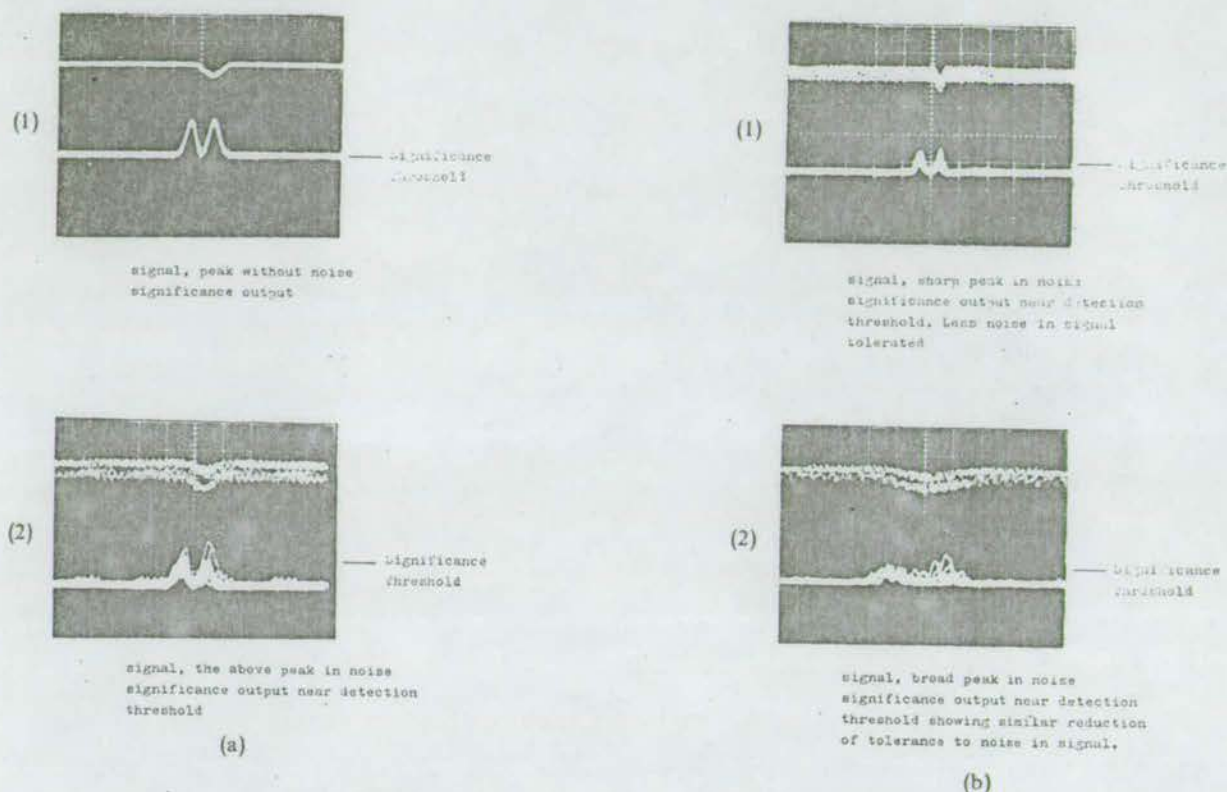 (1)
Significance
threshold
signal, peak without noise
significance output
(2)
Significance
threshold
signal, the above peak in noise
significance output near detection
threshold
(a)
(1)
Significance
threshold
signal, sharp peak in noise
significance output near detection
threshold. Less noise in signal
tolerated
(2)
Significance
threshold
signal, broad peak in noise
significance output near detection
threshold showing similar reduction
of tolerance to noise in signal.
(b)